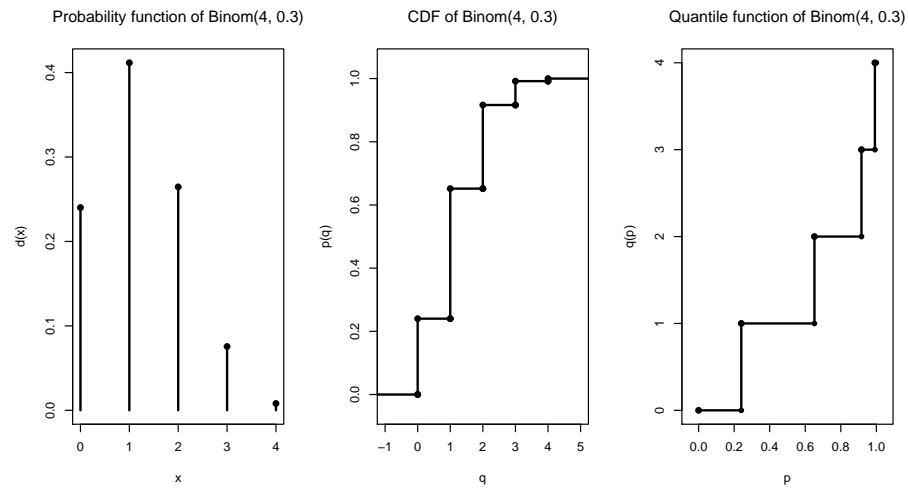 Probability function of Binom(4, 0.3)
d(x)
0.4
0.3
0.2
0.1
0.0
0 1 2 3 4
x
CDF of Binom(4, 0.3)
p(q)
1.0
0.8
0.6
0.4
0.2
0.0
−1 0 1 2 3 4 5
q
Quantile function of Binom(4, 0.3)
q(p)
4
3
2
1
0
0.0 0.2 0.4 0.6 0.8 1.0
p